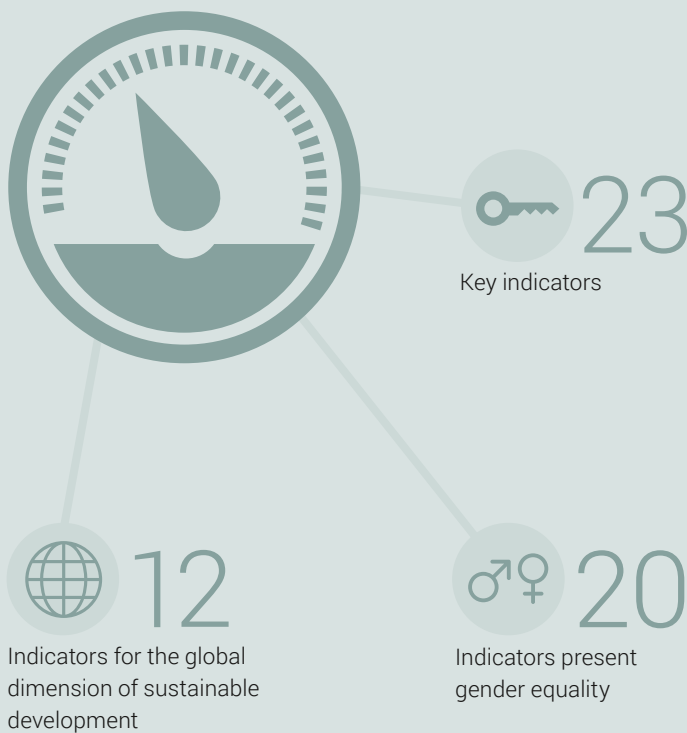 23
Key indicators
12
Indicators for the global
dimension of sustainable
development
20
Indicators present
gender equality